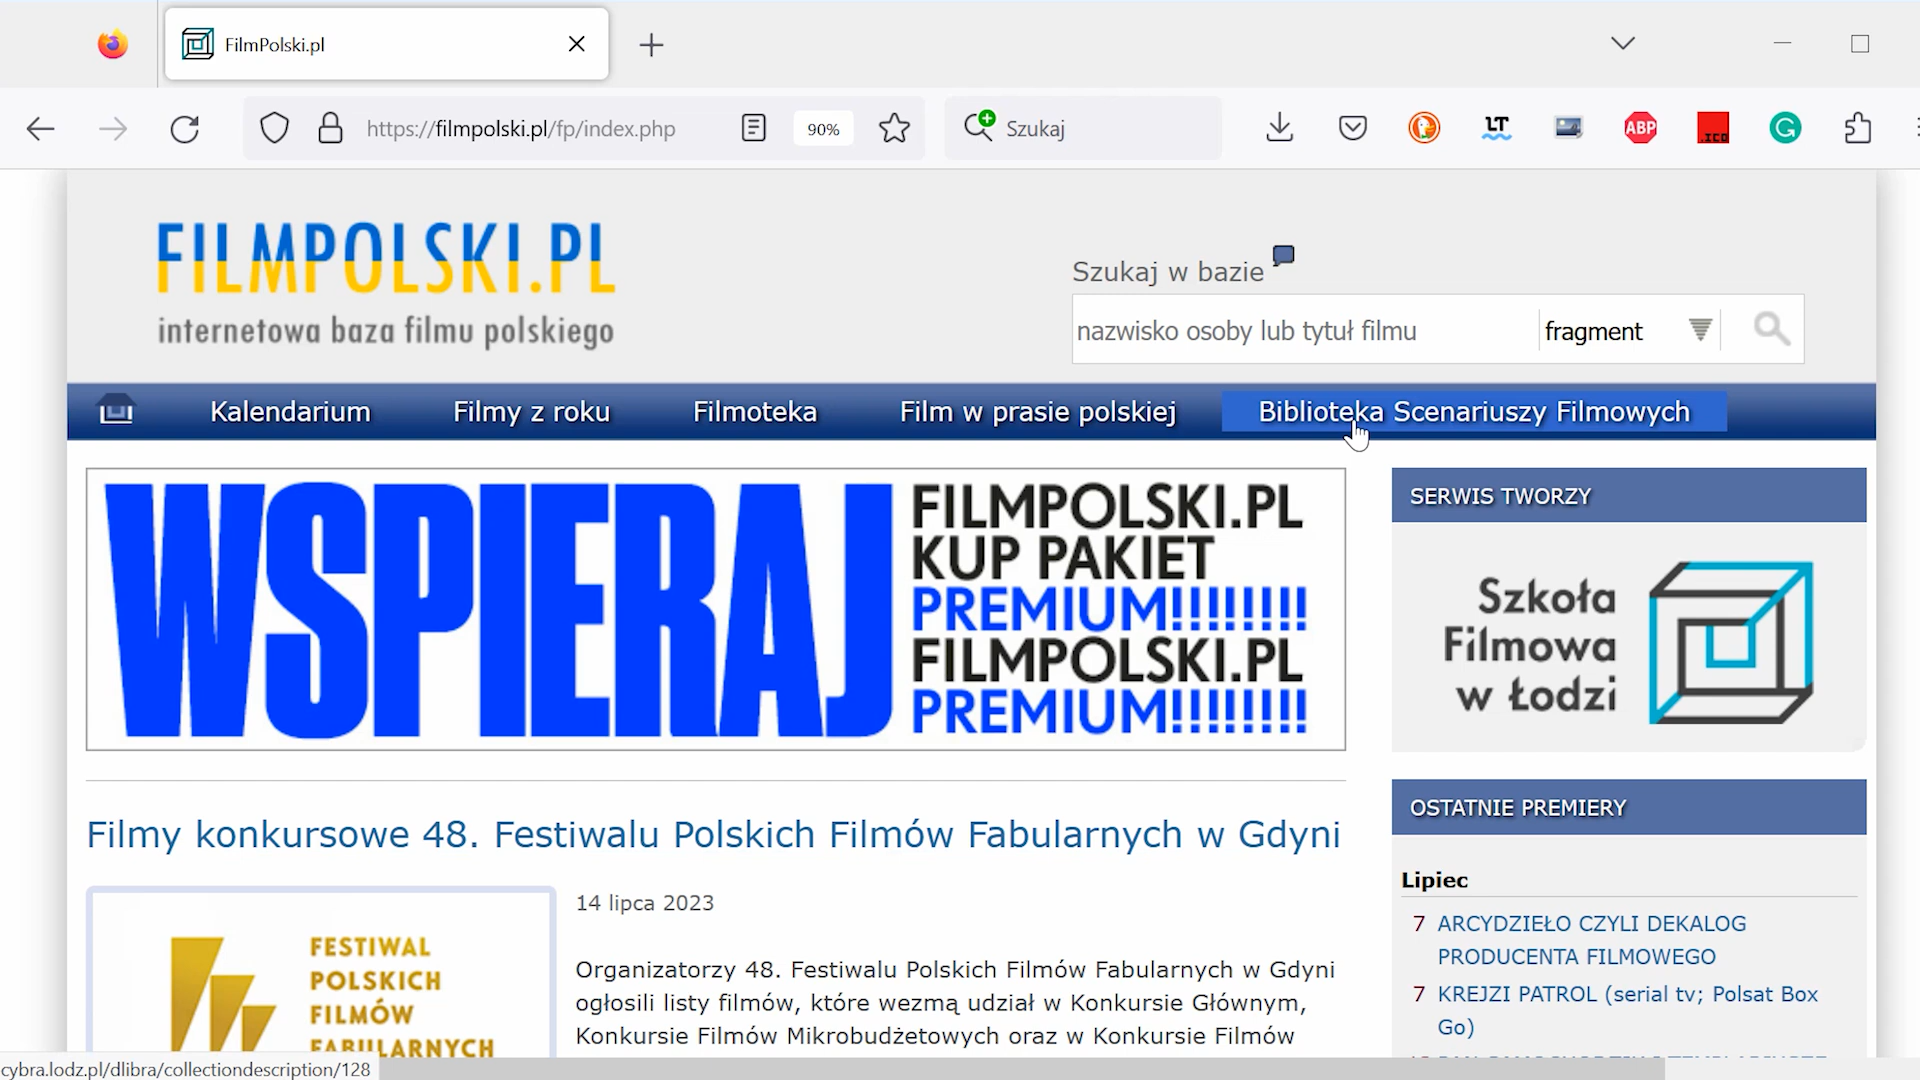 FilmPolski.pl
https://filmpolski.pl/fp/index.php
90%
Szukaj
LT
ABP
.ICO
FILMPOLSKI.PL
internetowa baza filmu polskiego
Szukaj w bazie
nazwisko osoby lub tytuł filmu
fragment
Kalendarium
Filmy z roku
Filmoteka
Film w prasie polskiej
Biblioteka Scenariuszy Filmowych
WSPIERAJ
FILMPOLSKI.PL
KUP PAKIET
PREMIUM!!!!!!!!
FILMPOLSKI.PL
PREMIUM!!!!!!!!
SERWIS TWORZY
Szkoła
Filmowa
w Łodzi
Filmy konkursowe 48. Festiwalu Polskich Filmów Fabularnych w Gdyni
FESTIWAL
POLSKICH
FILMÓW
FABULARNYCH
14 lipca 2023
Organizatorzy 48. Festiwalu Polskich Filmów Fabularnych w Gdyni
ogłosili listy filmów, które wezmą udział w Konkursie Głównym,
Konkursie Filmów Mikrobudżetowych oraz w Konkursie Filmów
OSTATNIE PREMIERY
Lipiec
7 ARCYDZIEŁO CZYLI DEKALOG
PRODUCENTA FILMOWEGO
7 KREJZI PATROL (serial tv; Polsat Box
Go)
cybra.lodz.pl/dlibra/collectiondescription/128